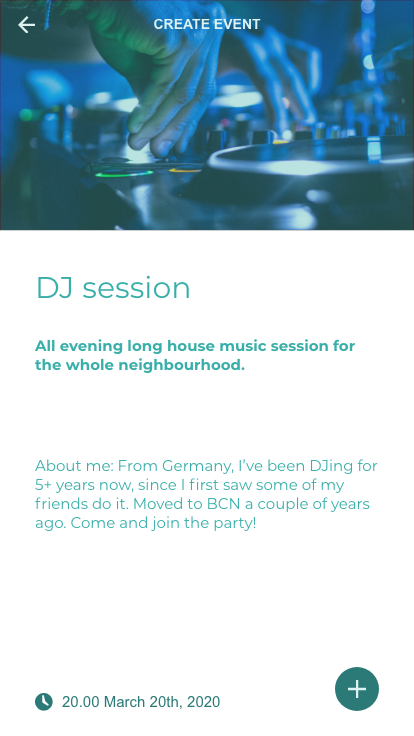 CREATE EVENT
DJ session
All evening long house music session for
the whole neighbourhood.
About me: From Germany, I've been DJing for
5+ years now, since I first saw some of my
friends do it. Moved to BCN a couple of years
ago. Come and join the party!
20.00 March 20th, 2020